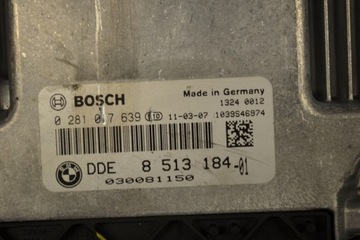 BOSCH
Made in Germany
1324 0012
0 281 017 639
11-03-07 1039S46974
DDE 8 513 184-01
030081150